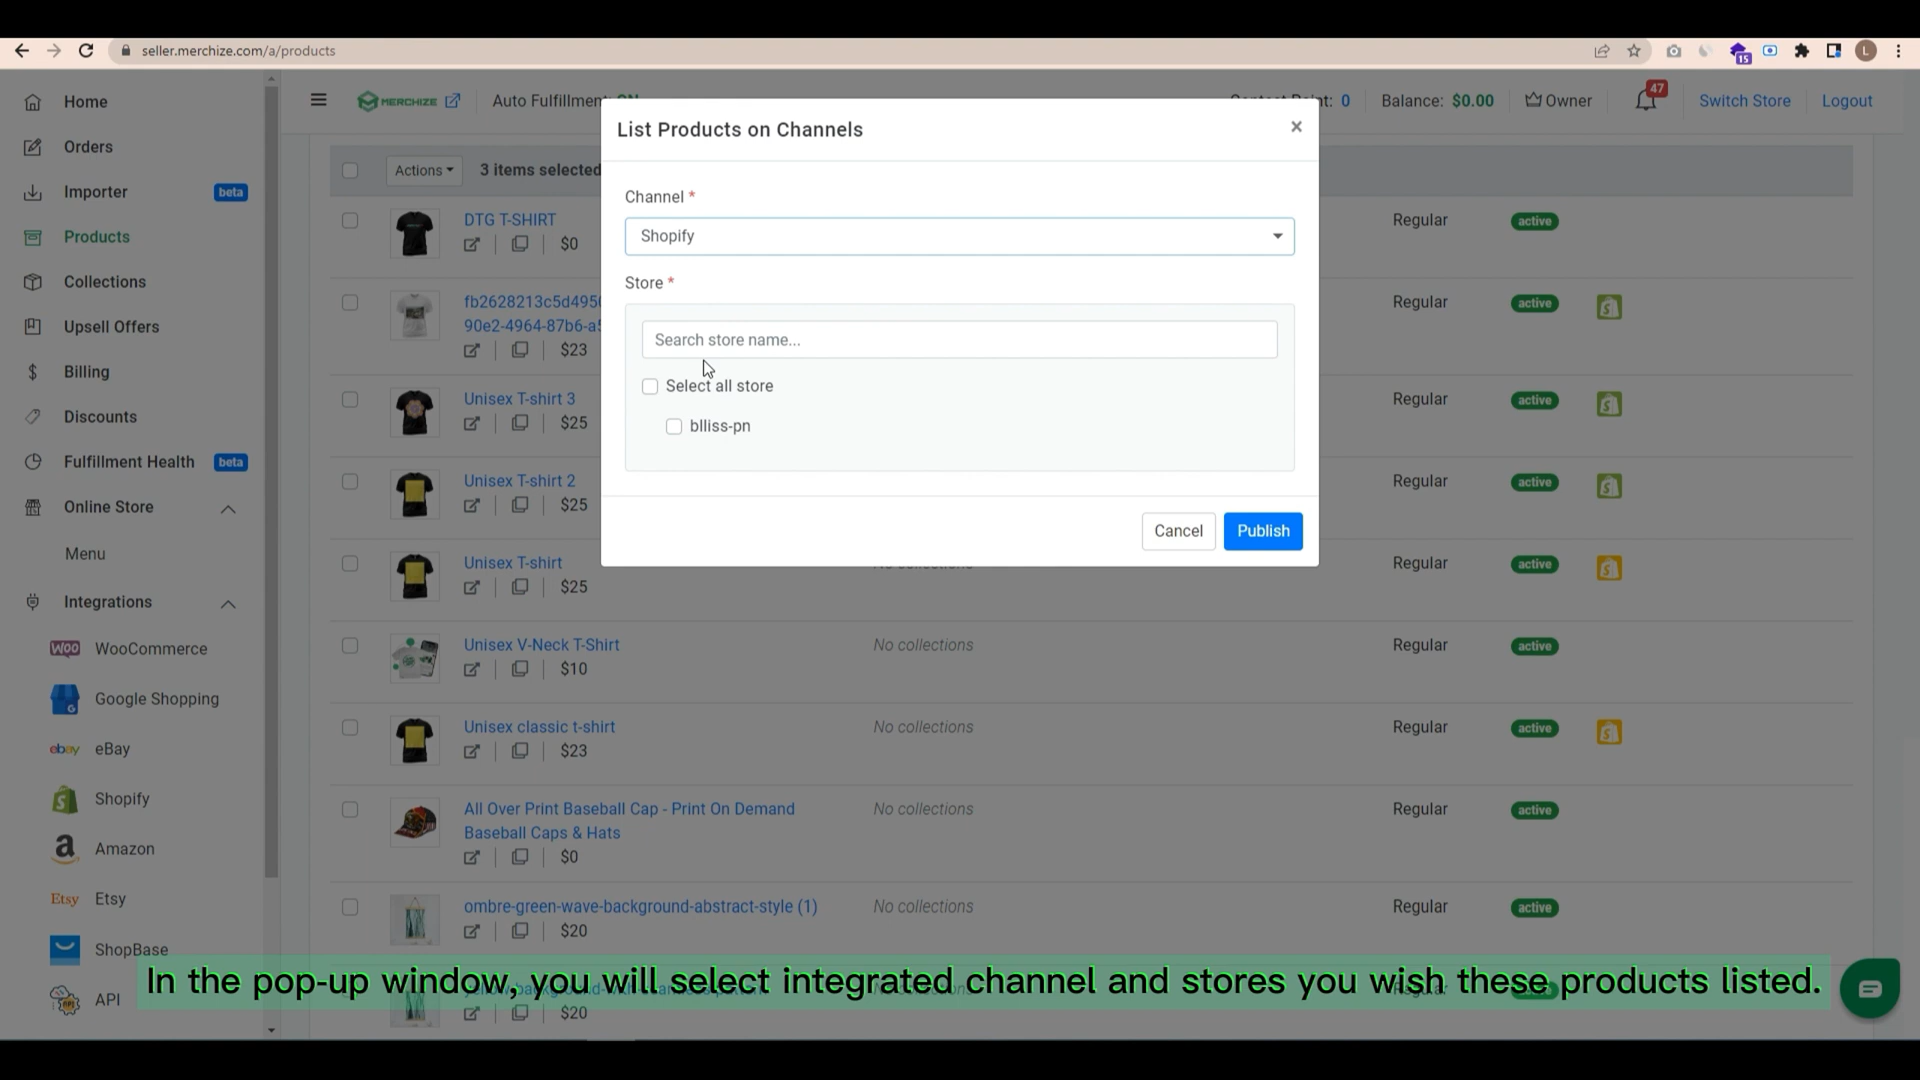 seller.merchize.com/a/products
15
L
Home
Orders
Importer beta
Products
Collections
Upsell Offers
$ Billing
Discounts
Fulfillment Health beta
Online Store
Menu
Integrations
WOO WooCommerce
Google Shopping
ebay eBay
Shopify
Amazon
Etsy Etsy
ShopBase
API
MERCHIZE
Auto Fulfillment: ON
Contact Point: 0
Balance: $0.00
Owner
47
Switch Store
Logout
Actions
3 items selected
DTG T-SHIRT
$0
Regular
active
fb2628213c5d4950
90e2-4964-87b6-a5
$23
Regular
active
Unisex T-shirt 3
$25
Regular
active
Unisex T-shirt 2
$25
Regular
active
Unisex T-shirt
$25
No collections
Regular
active
Unisex V-Neck T-Shirt
$10
No collections
Regular
active
Unisex classic t-shirt
$23
No collections
Regular
active
All Over Print Baseball Cap - Print On Demand
Baseball Caps & Hats
$0
No collections
Regular
active
ombre-green-wave-background-abstract-style (1)
$20
No collections
Regular
active
$20
List Products on Channels
×
Channel *
Shopify
Store *
Search store name...
Select all store
blliss-pn
Cancel
Publish
In the pop-up window, you will select integrated channel and stores you wish these products listed.